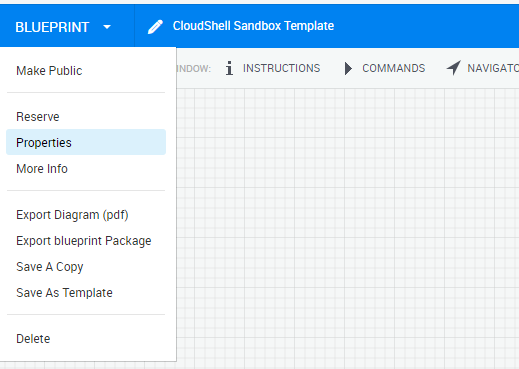 BLUEPRINT CloudShell Sandbox Template
Make Public
INDOW: INSTRUCTIONS COMMANDS NAVIGATO
Reserve
Properties
More Info
Export Diagram (pdf)
Export blueprint Package
Save A Copy
Save As Template
Delete